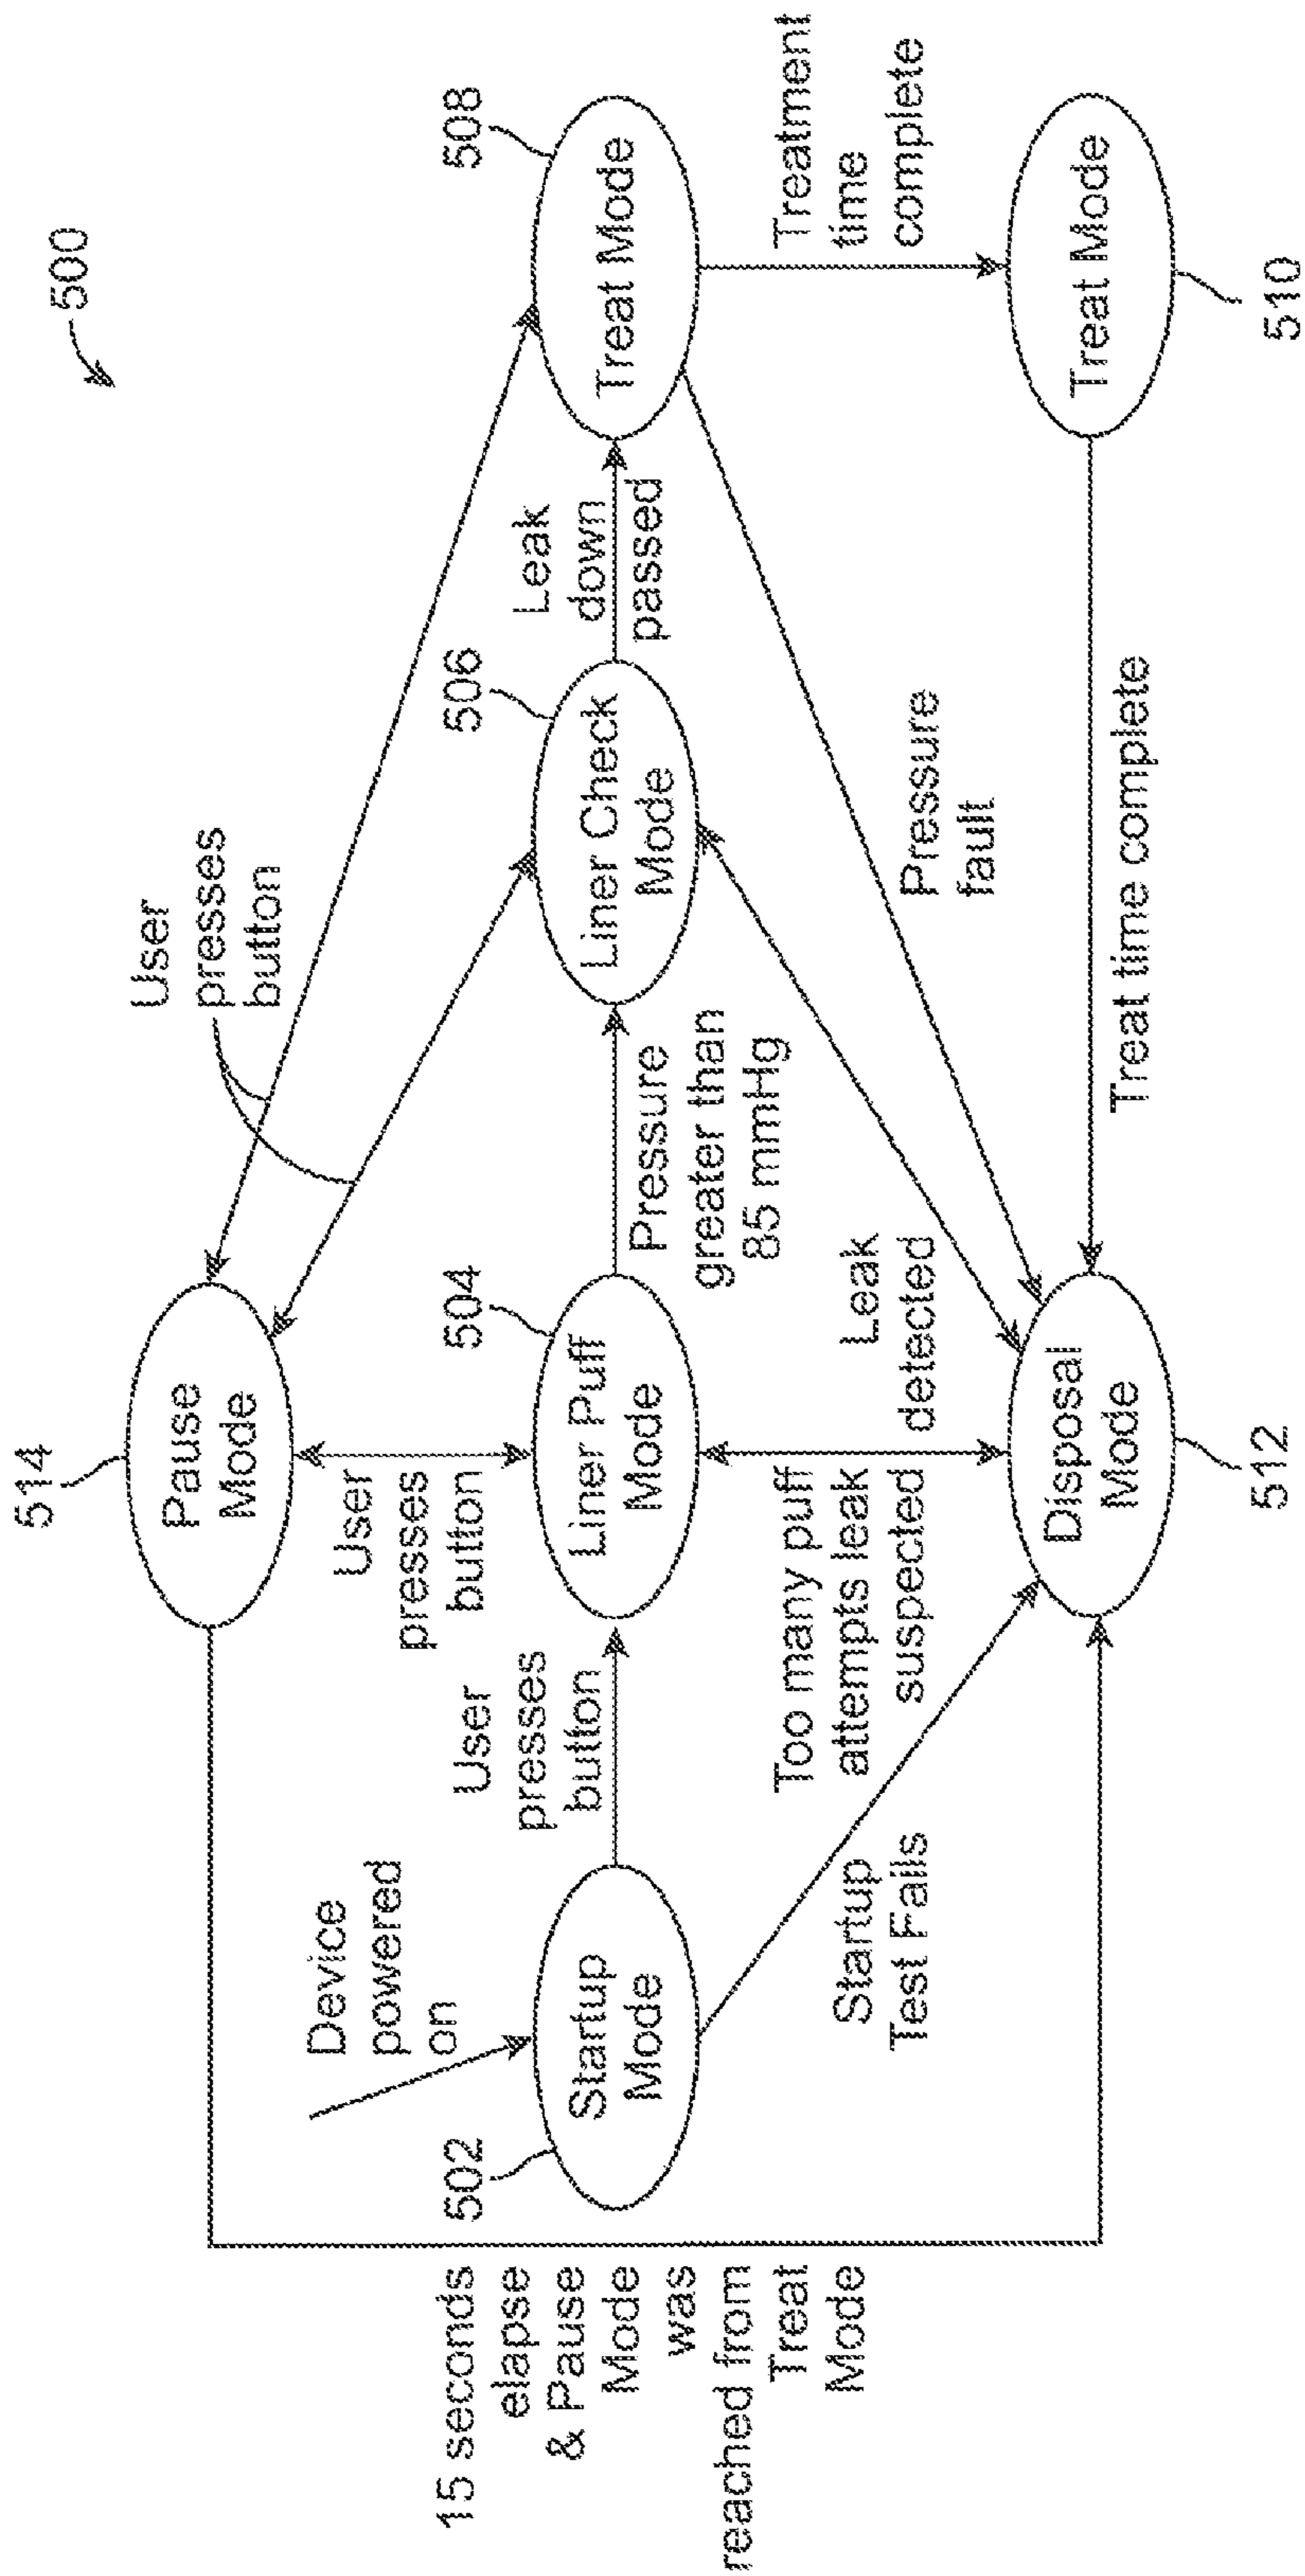 500
514
Pause
Mode
User
presses
button
15 seconds
elapse
& Pause
Mode
was
reached from
Treat
Mode
Device
powered
on
502
Startup
Mode
User
presses
button
User
presses
button
504
Liner Puff
Mode
Pressure
greater than
85 mmHg
506
Liner Check
Mode
Leak
down
passed
508
Treat Mode
Treatment
time
complete
Startup
Test Fails
Too many puff
attempts leak
suspected
Leak
detected
Pressure
fault
Disposal
Mode
512
Treat time complete
Treat Mode
510